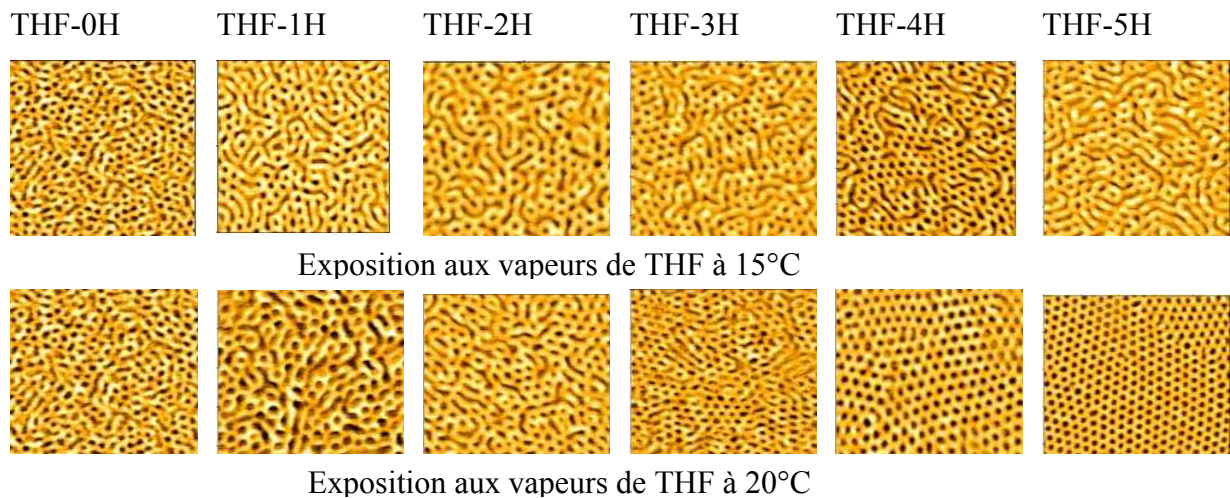 THF-0H THF-1H THF-2H THF-3H THF-4H THF-5H
Exposition aux vapeurs de THF à 15°C
Exposition aux vapeurs de THF à 20°C